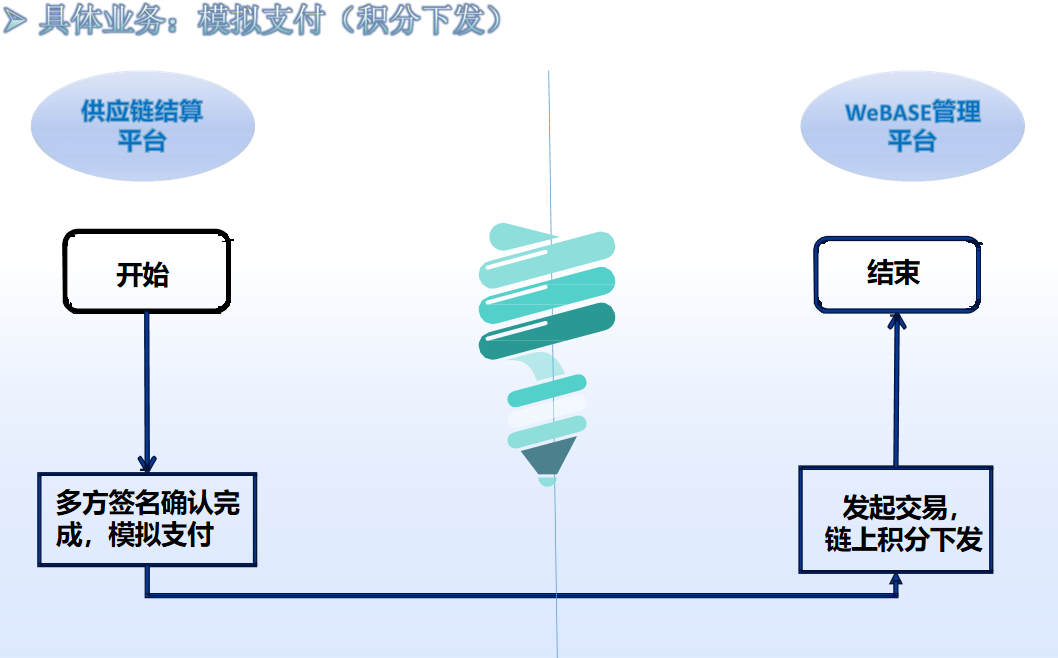 具体业务：模拟支付（积分下发）
供应链结算
平台
WeBASE管理
平台
开始
结束
多方签名确认完
成，模拟支付
发起交易，
链上积分下发